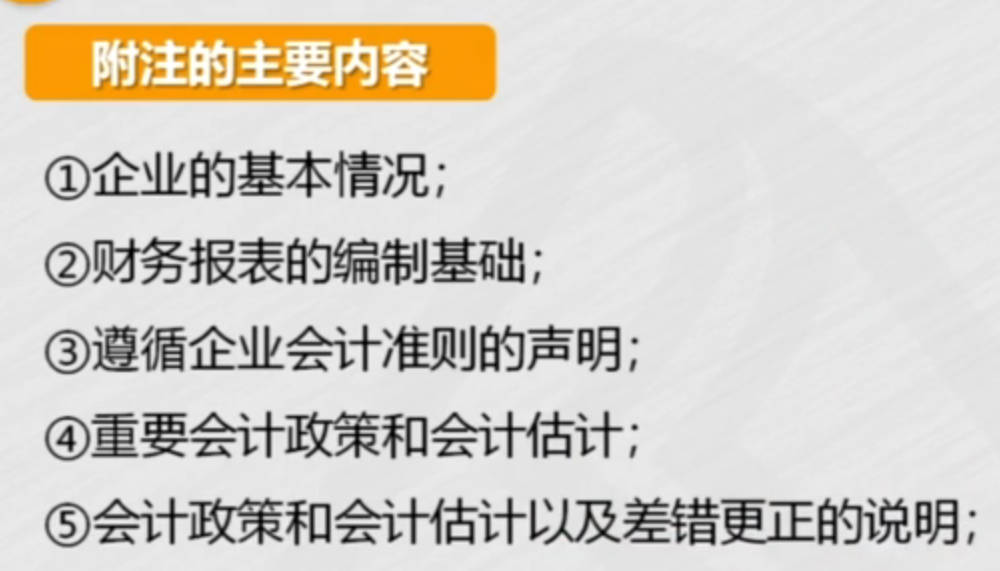 附注的主要内容
①企业的基本情况；
②财务报表的编制基础；
③遵循企业会计准则的声明；
④重要会计政策和会计估计；
⑤会计政策和会计估计以及差错更正的说明；